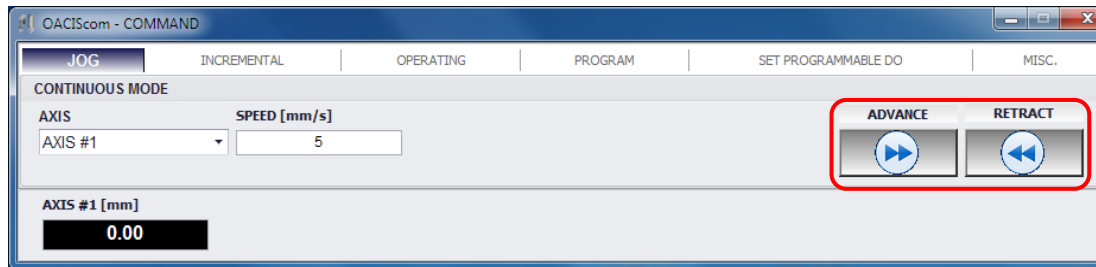 OACIScom - COMMAND
JOG INCREMENTAL OPERATING PROGRAM SET PROGRAMMABLE DO MISC.
CONTINUOUS MODE
AXIS SPEED [mm/s] ADVANCE RETRACT
AXIS #1 5
AXIS #1 [mm]
0.00